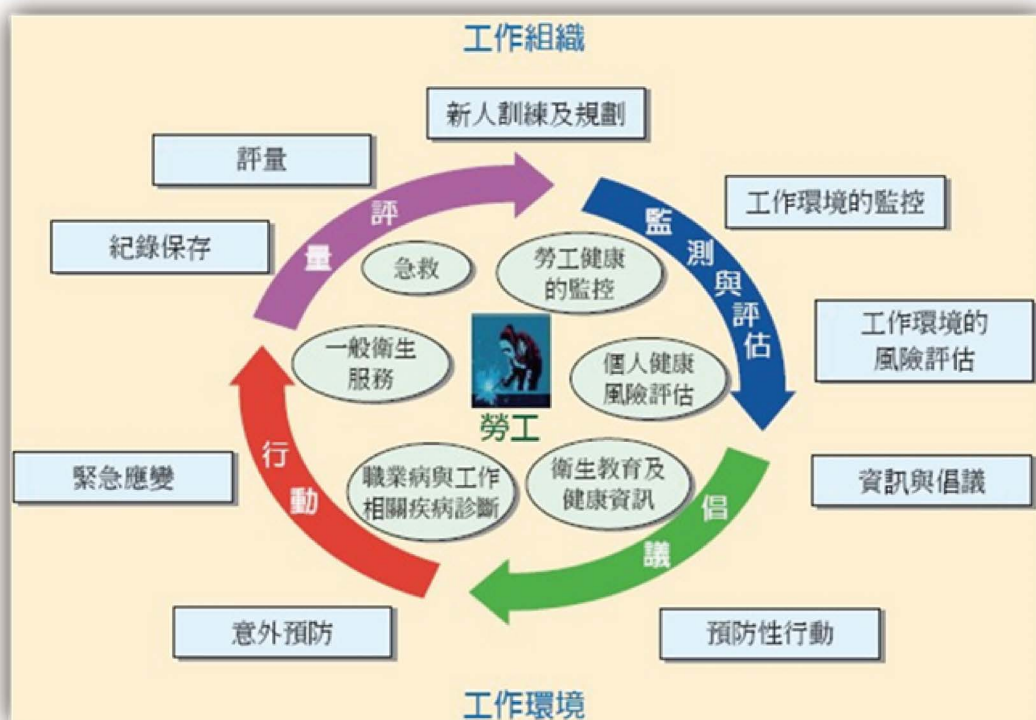 工作組織
新人訓練及規劃
評量
工作環境的監控
紀錄保存
評量
監測與評估
急救
勞工健康
的監控
工作環境的
風險評估
一般衛生
服務
個人健康
風險評估
勞工
緊急應變
行動
職業病與工作
相關疾病診斷
衛生教育及
健康資訊
倡議
資訊與倡議
意外預防
預防性行動
工作環境